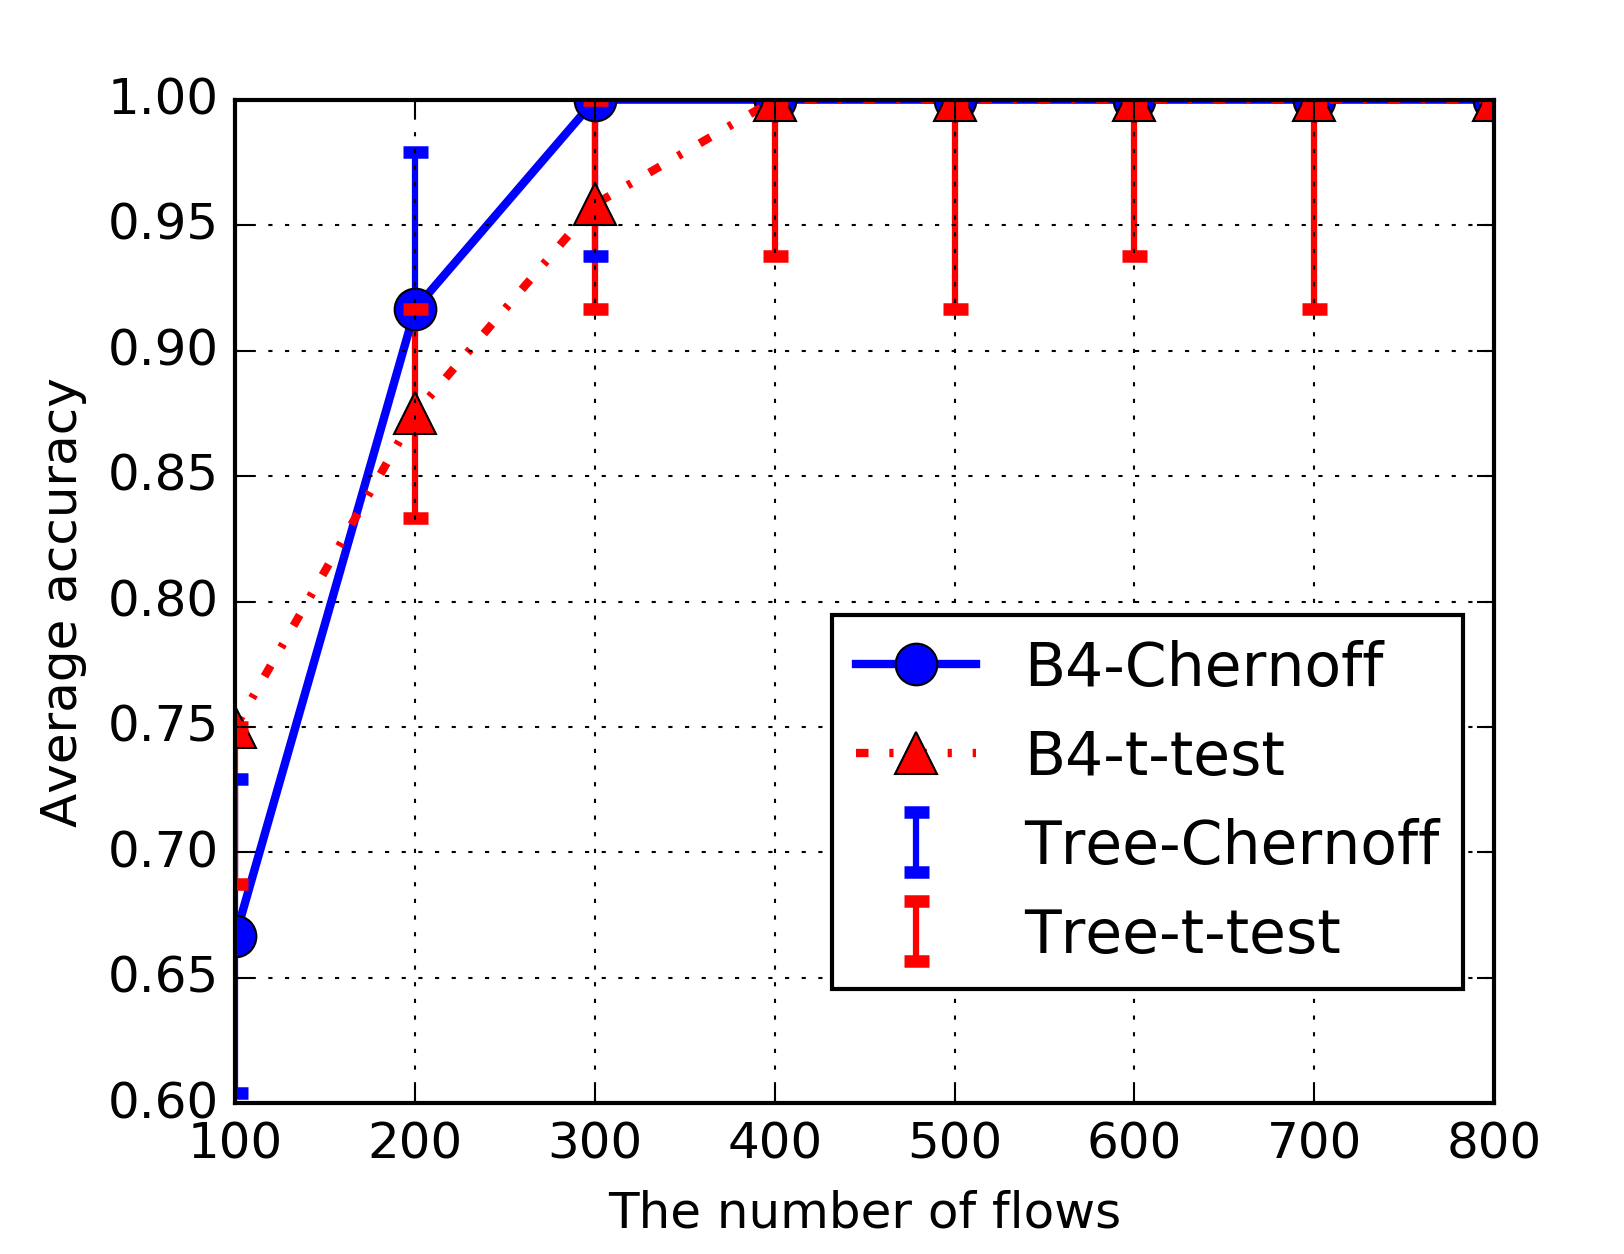 1.00
0.95
0.90
0.85
0.80
0.75
0.70
0.65
0.60
Average accuracy
B4-Chernoff
B4-t-test
Tree-Chernoff
Tree-t-test
100 200 300 400 500 600 700 800
The number of flows